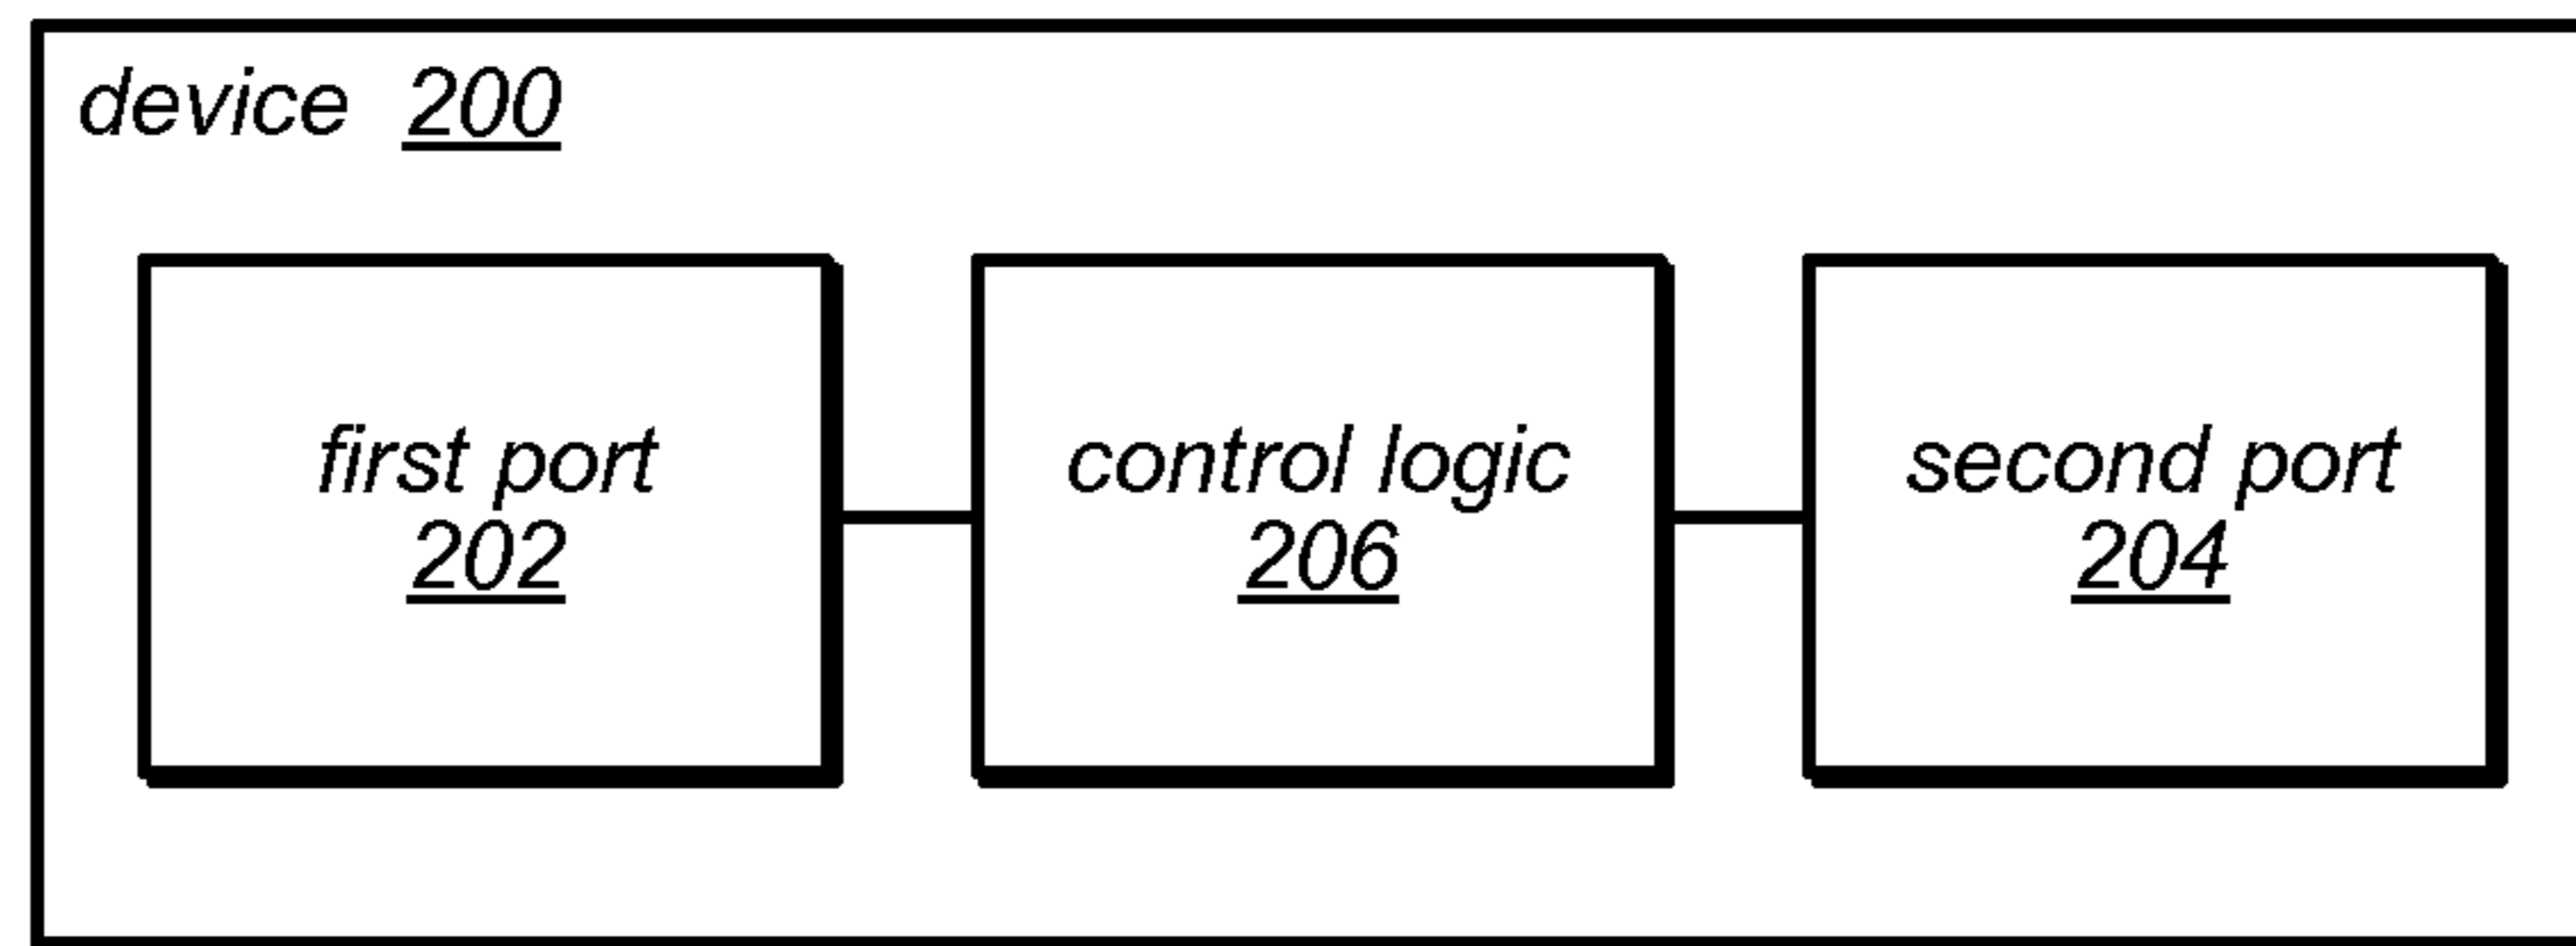 device 200
first port
202
control logic
206
second port
204